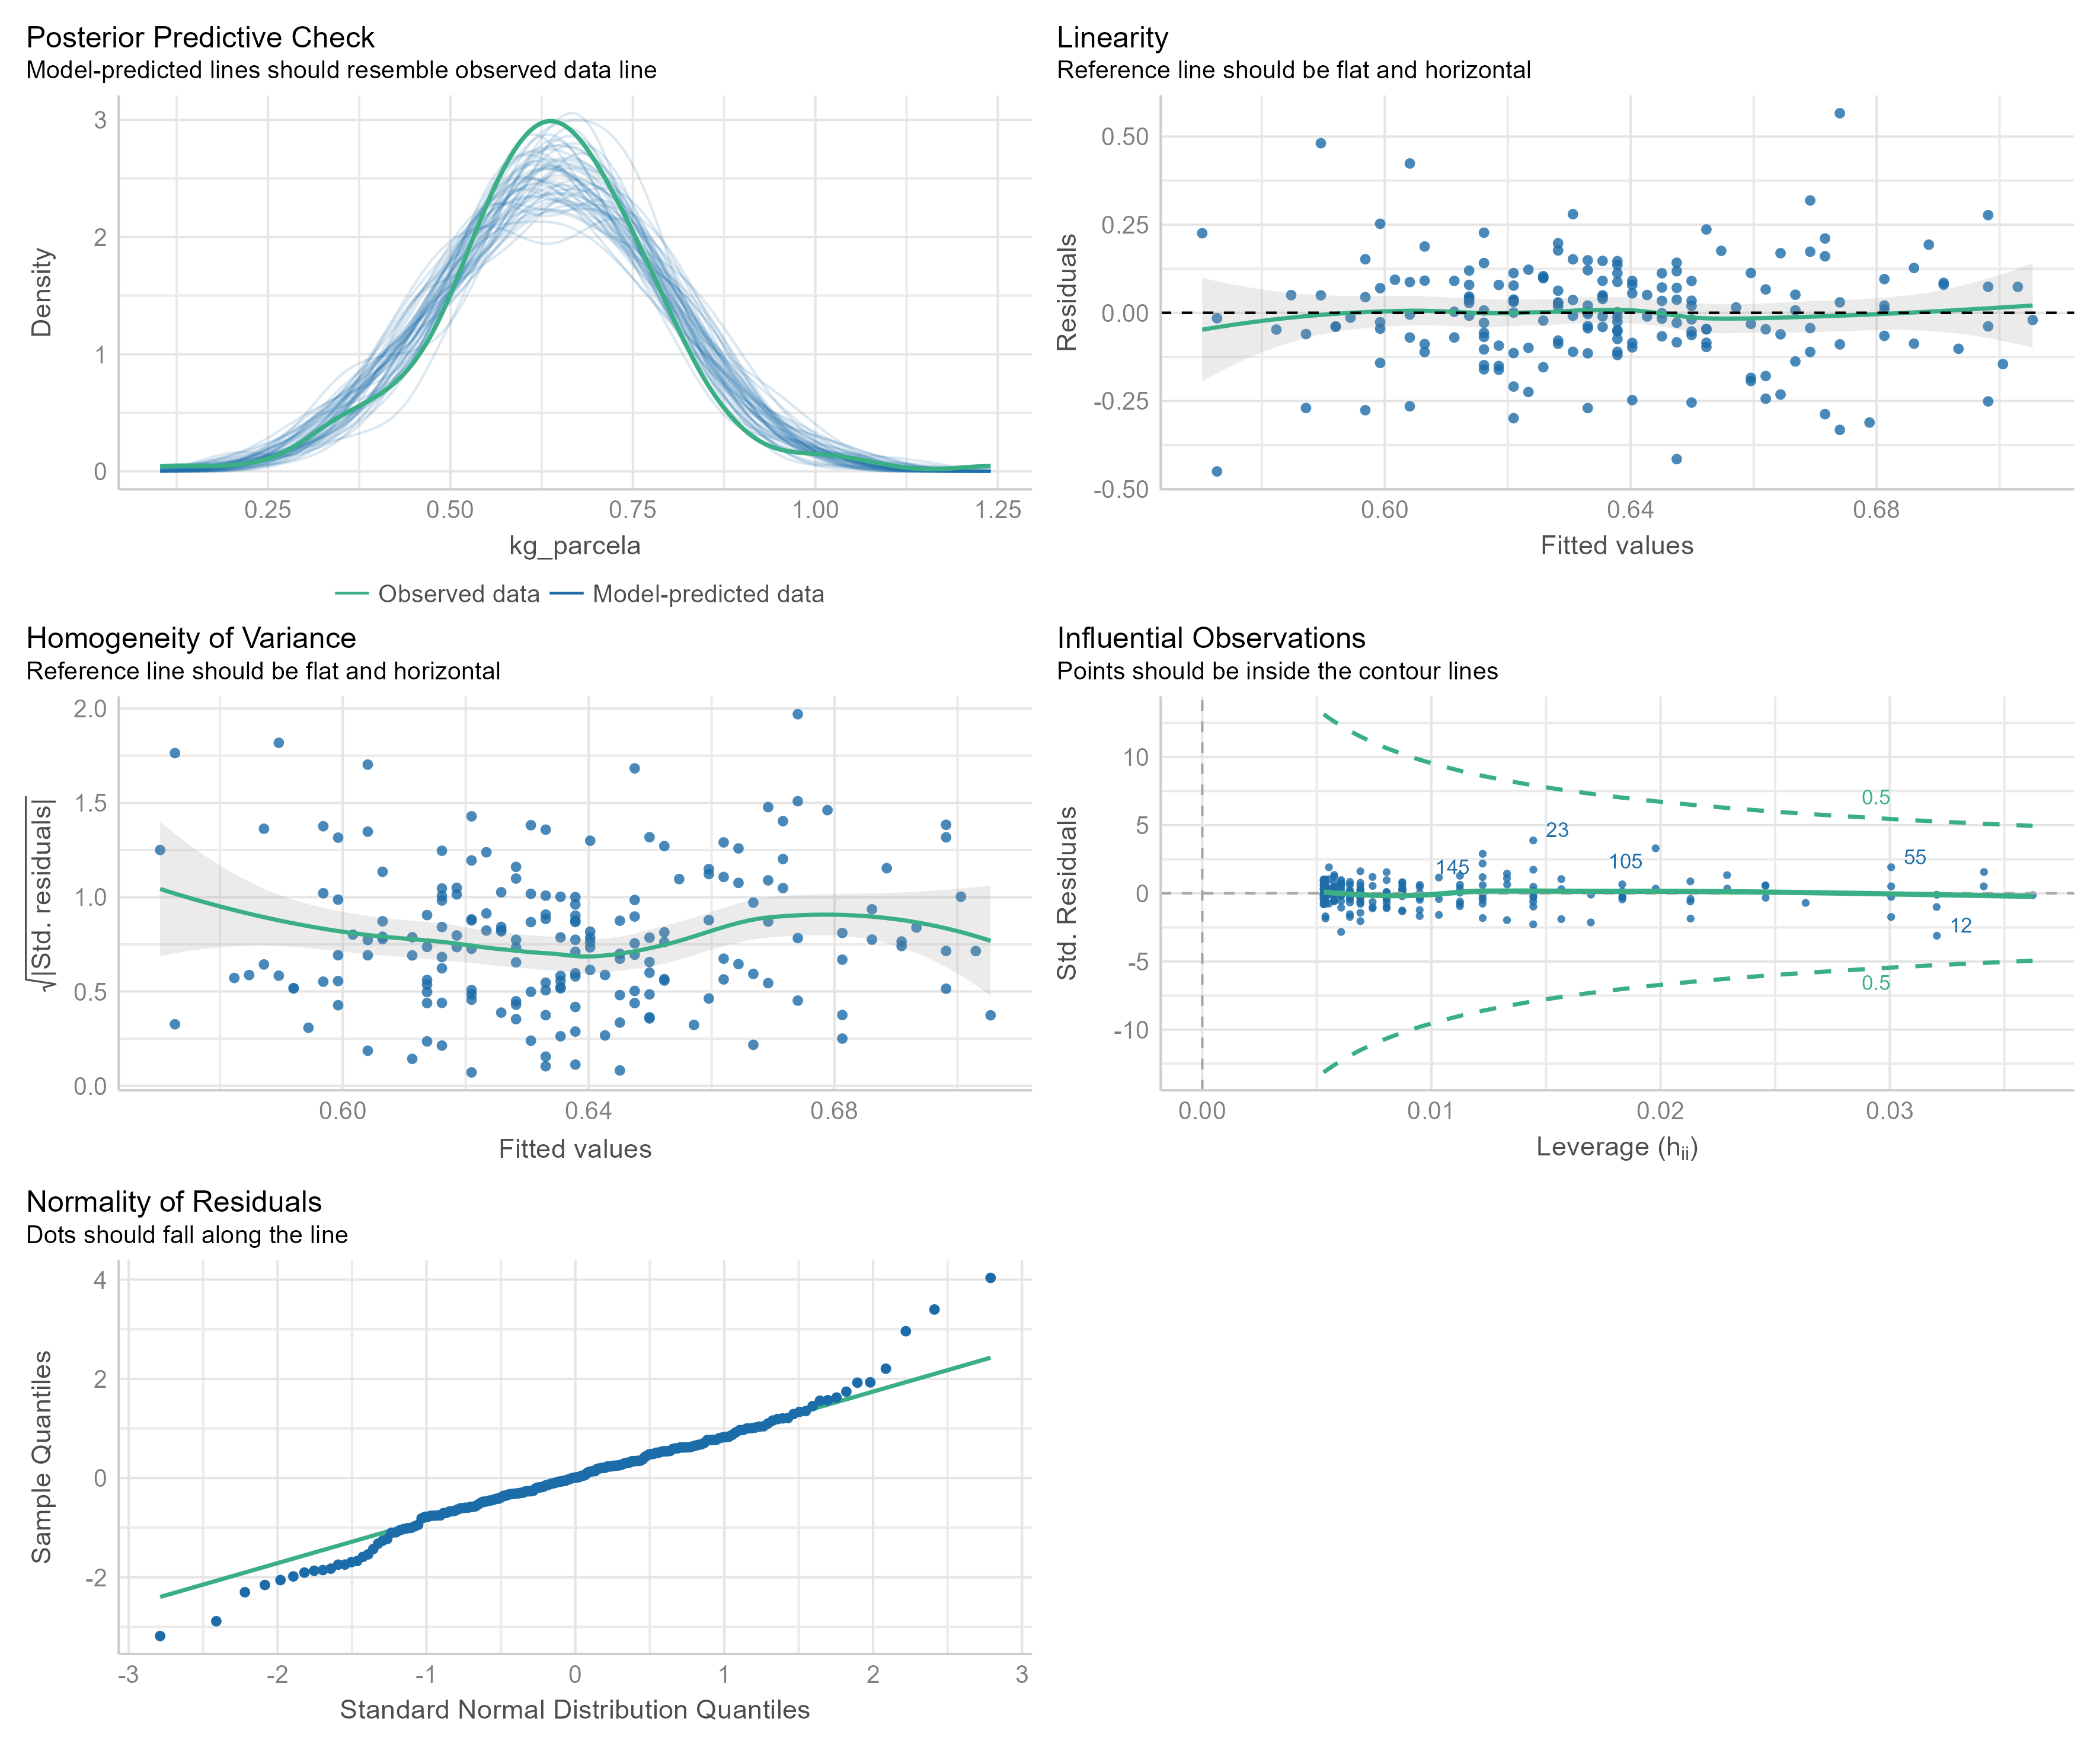 Posterior Predictive Check
Model-predicted lines should resemble observed data line
Density
3
2
1
0
0.25 0.50 0.75 1.00 1.25
kg_parcela
Observed data Model-predicted data
Linearity
Reference line should be flat and horizontal
Residuals
0.50
0.25
0.00
-0.25
-0.50
0.60 0.64 0.68
Fitted values
Homogeneity of Variance
Reference line should be flat and horizontal
√|Std. residuals|
2.0
1.5
1.0
0.5
0.0
0.60 0.64 0.68
Fitted values
Influential Observations
Points should be inside the contour lines
Std. Residuals
10
5
0
-5
-10
0.5
23
145
105
55
12
0.5
0.00 0.01 0.02 0.03
Leverage (hii)
Normality of Residuals
Dots should fall along the line
Sample Quantiles
4
2
0
-2
-3 -2 -1 0 1 2 3
Standard Normal Distribution Quantiles